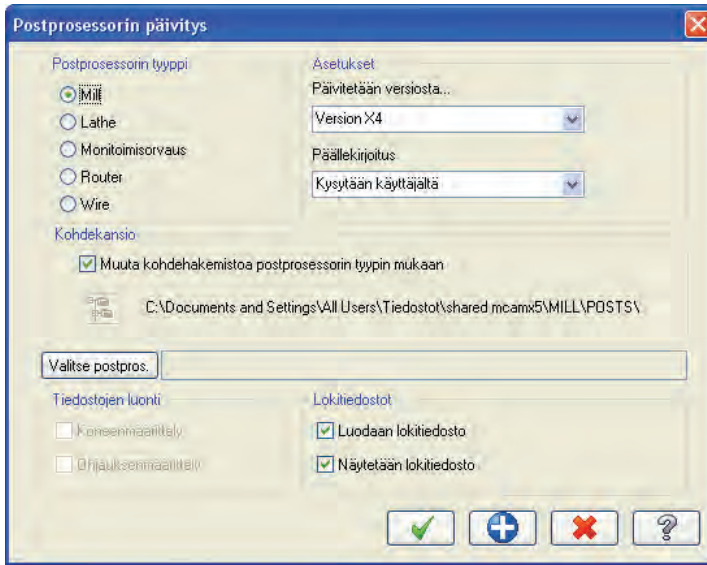 Postprosessorin päivitys
Postprosessorin tyyppi
Mill
Lathe
Monitoimisorvaus
Router
Wire
Asetukset
Päivitetään versiosta...
Version X4
Päällekirjoitus
Kysytään käyttäjältä
Kohdekansio
Muuta kohdehakemistoa postprosessorin tyypin mukaan
C:\Documents and Settings\All Users\Tiedostot\shared mcamx5\MILL\POSTS\
Valitse postpros.
Tiedostojen luonti
Koneenmäärittely
Ohjauksenmäärittely
Lokitiedostot
Luodaan lokitiedosto
Näytetään lokitiedosto